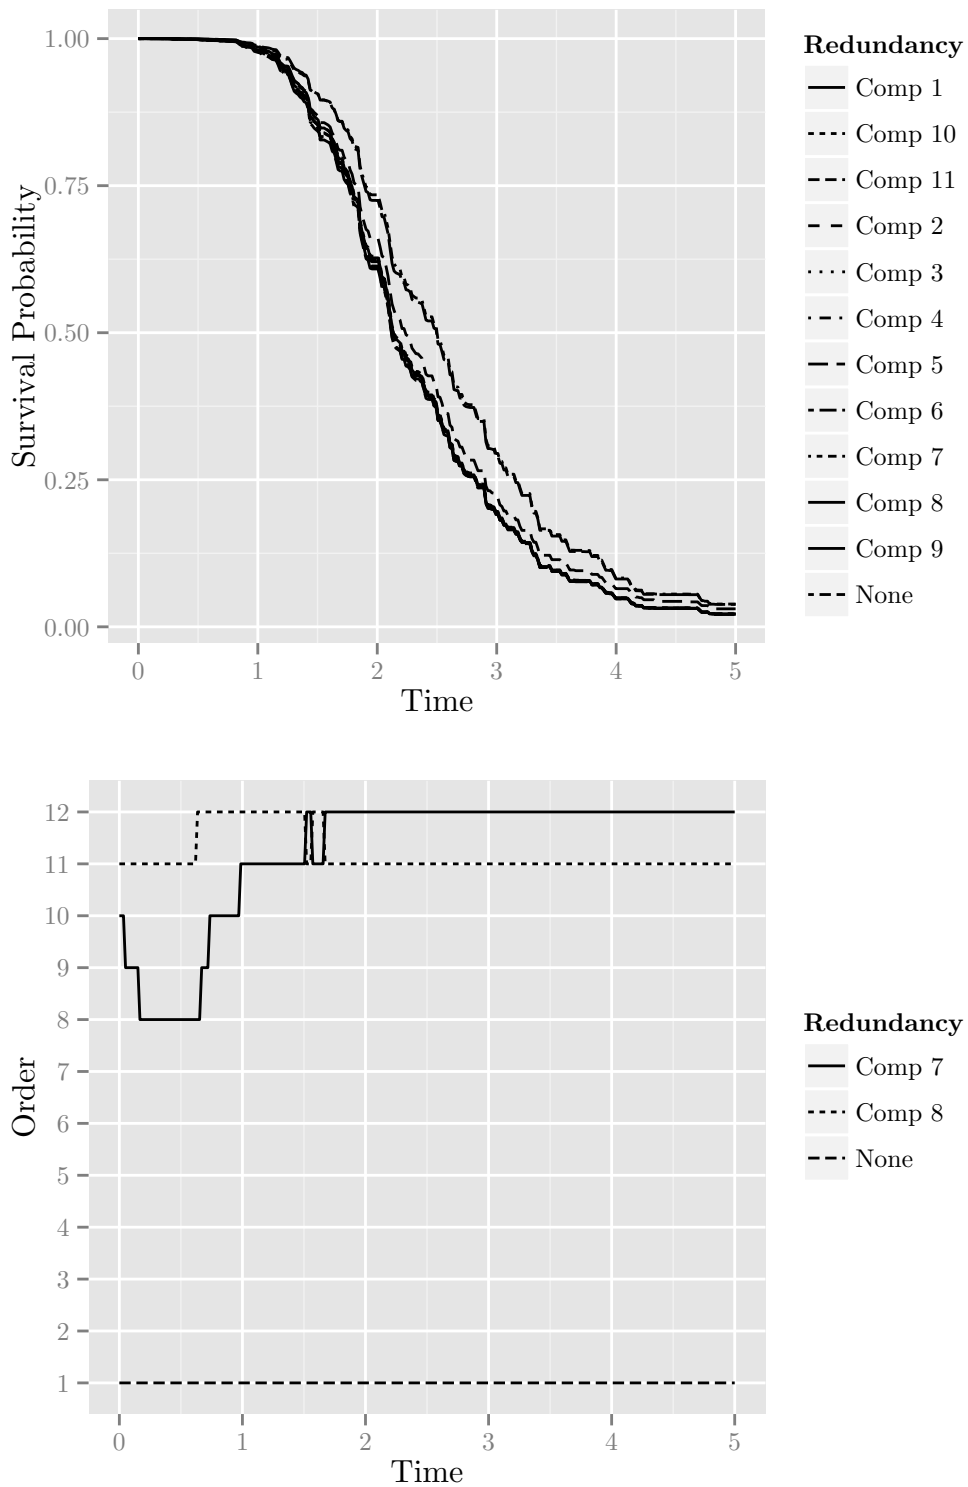 1.00
0.75
0.50
0.25
0.00
Survival Probability
0 1 2 3 4 5
Time
Redundancy
Comp 1
Comp 10
Comp 11
Comp 2
Comp 3
Comp 4
Comp 5
Comp 6
Comp 7
Comp 8
Comp 9
None
12
11
10
9
8
7
6
5
4
3
2
1
Order
0 1 2 3 4 5
Time
Redundancy
Comp 7
Comp 8
None